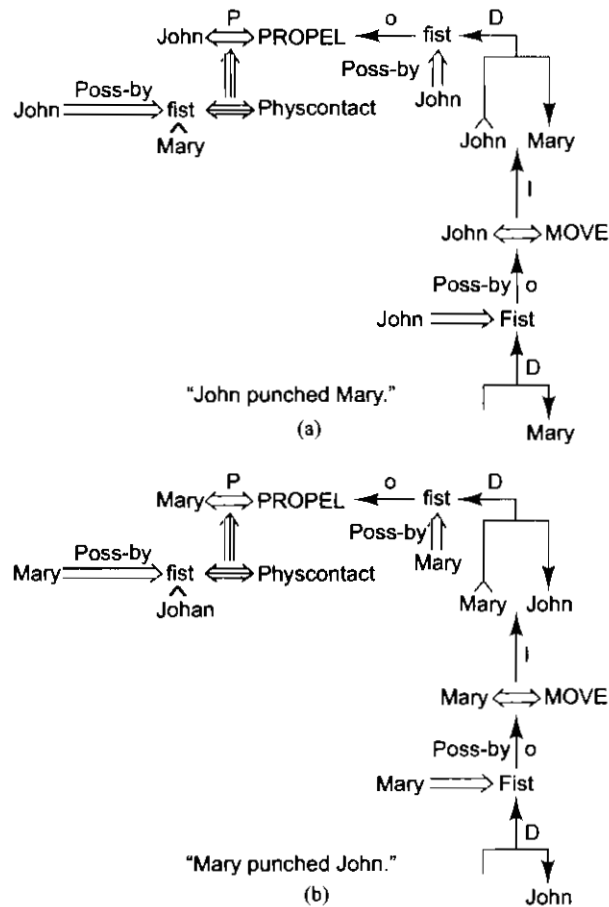 P o D
John PROPEL fist
Poss-by Poss-by
John fist Physcontact John
Mary John Mary
I
John MOVE
Poss-by o
John Fist
D
"John punched Mary."
Mary
(a)
P o D
Mary PROPEL fist
Poss-by Poss-by
Mary fist Physcontact Mary
Johan Mary John
I
Mary MOVE
Poss-by o
Mary Fist
D
"Mary punched John."
John
(b)